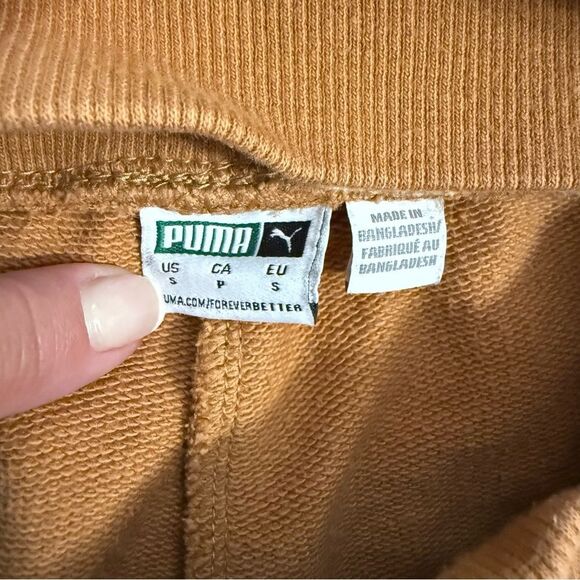 PUMA
US CA EU
S P S
UMA.COM/FOREVERBETTER
MADE IN
BANGLADESH/
FABRIQUÉ AU
BANGLADESH